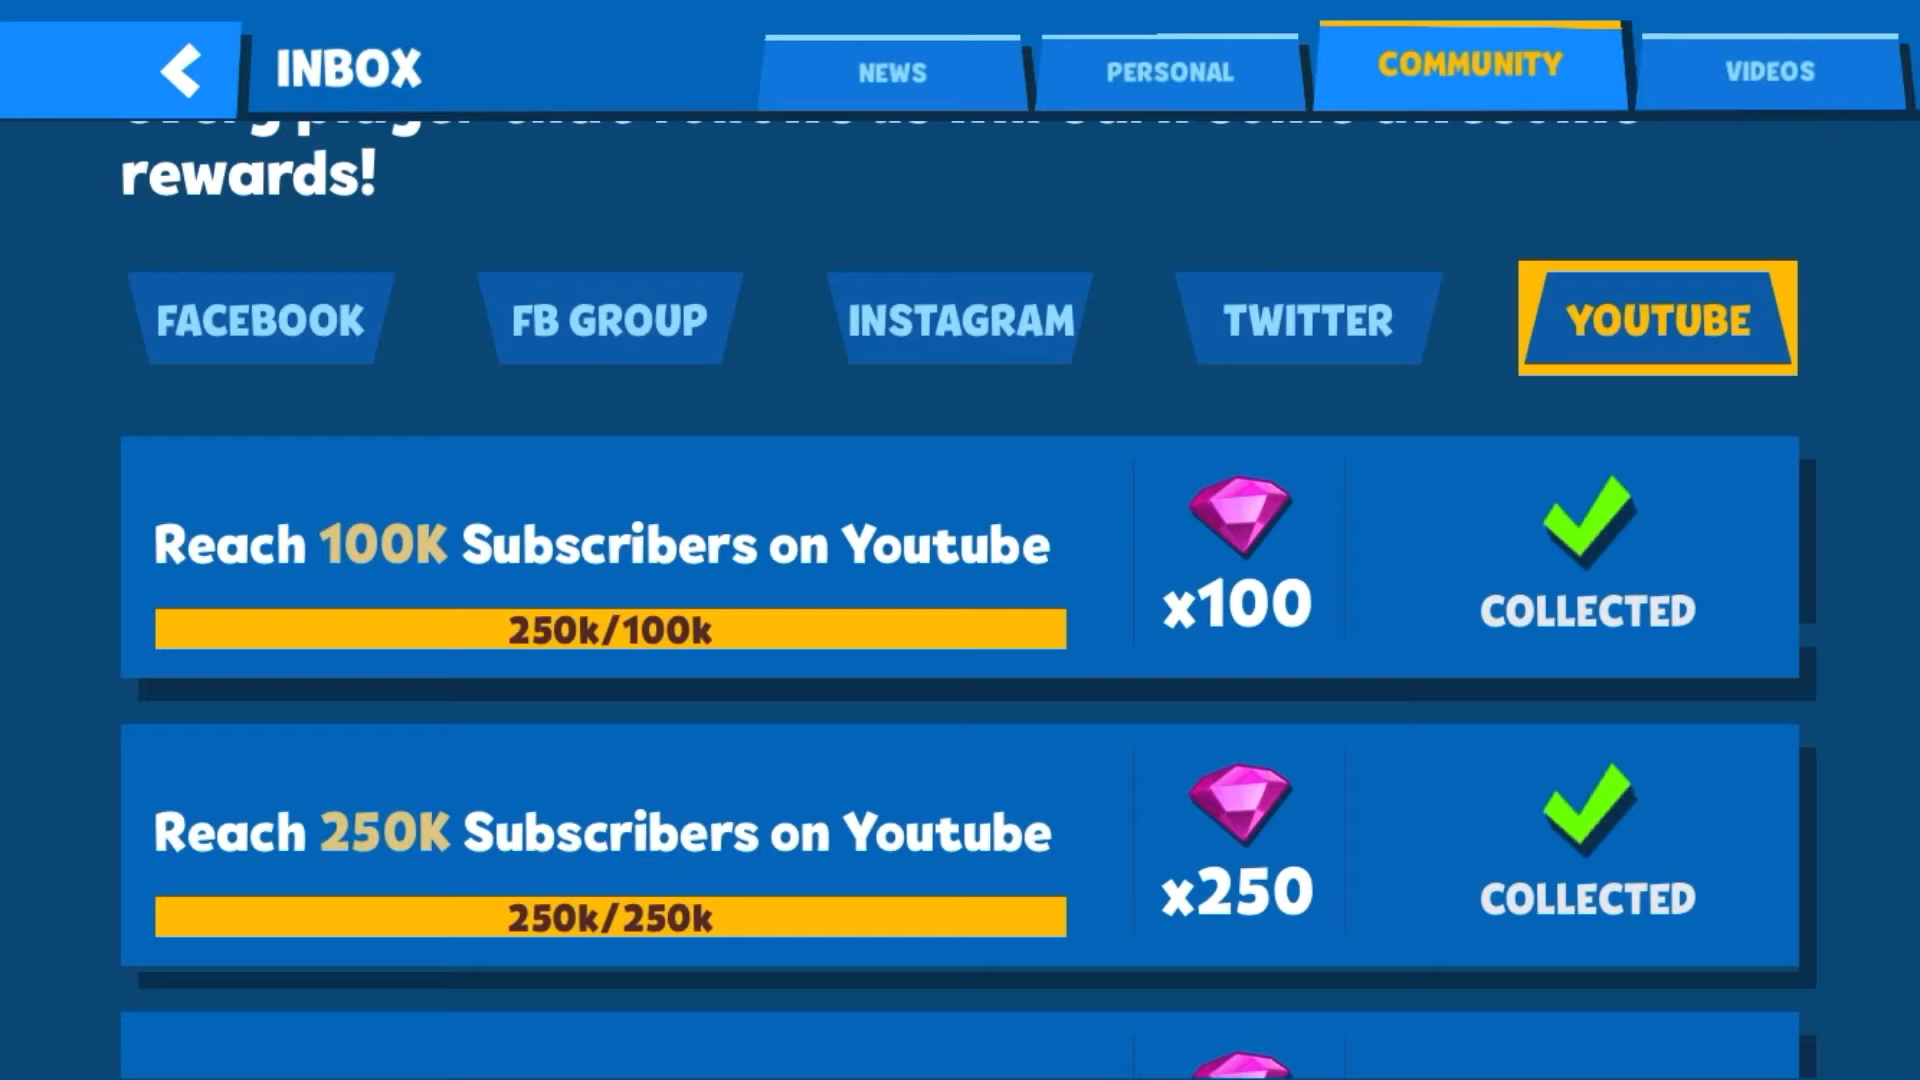 INBOX
NEWS
PERSONAL
COMMUNITY
VIDEOS
rewards!
FACEBOOK
FB GROUP
INSTAGRAM
TWITTER
YOUTUBE
Reach 100K Subscribers on Youtube
250k/100k
x100
COLLECTED
Reach 250K Subscribers on Youtube
250k/250k
x250
COLLECTED